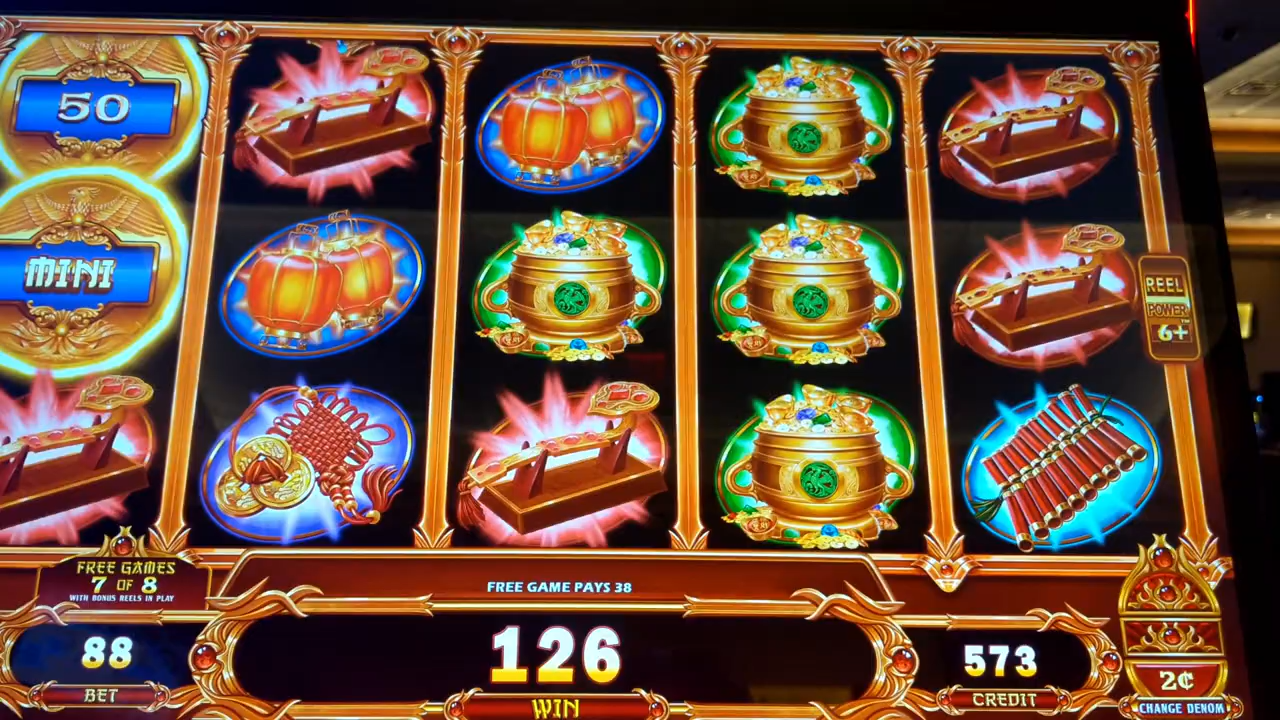 50
MINI
REEL
POWER
6+
FREE GAMES
7 OF 8
WITH BONUS REELS IN PLAY
FREE GAME PAYS 38
88
BET
126
WIN
573
CREDIT
2¢
CHANGE DENOM